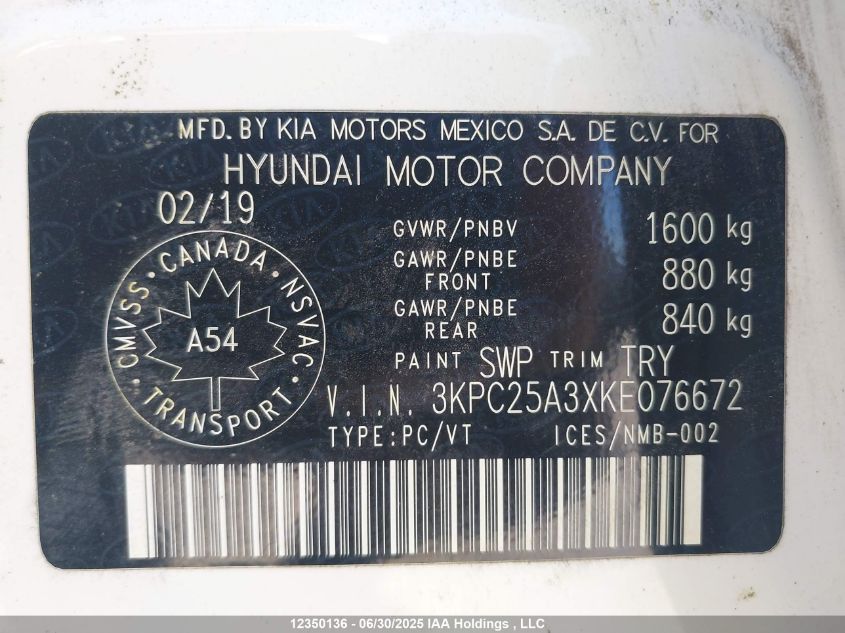 MFD. BY KIA MOTORS MEXICO S.A. DE C.V. FOR
HYUNDAI MOTOR COMPANY
02/19
GVWR/PNBV 1600 kg
GAWR/PNBE FRONT 880 kg
GAWR/PNBE REAR 840 kg
PAINT SWP TRIM TRY
V.I.N. 3KPC25A3XKE076672
TYPE:PC/VT ICES/NMB-002
CMVSS · CANADA · NSVAC · TRANSPORT ·
A54
KIA
12350136 - 06/30/2025 IAA Holdings , LLC